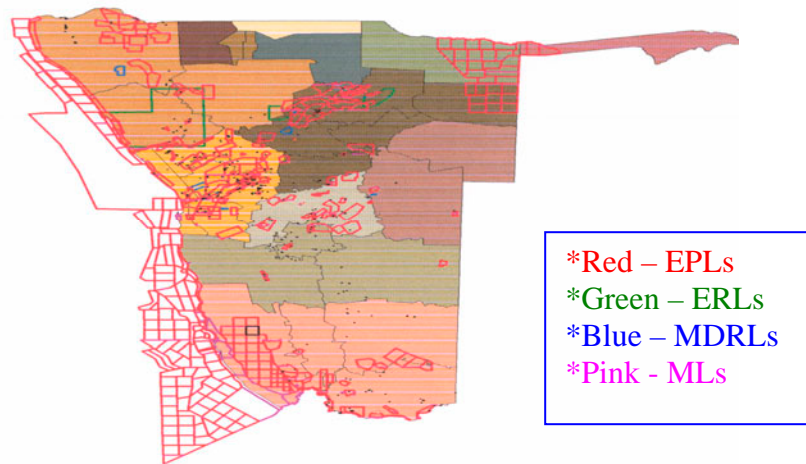 *Red – EPLs
*Green – ERLs
*Blue – MDRLs
*Pink - MLs